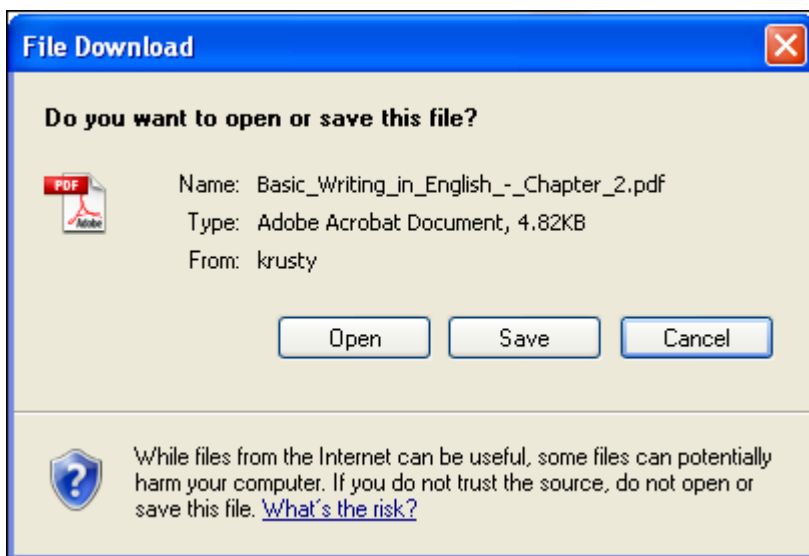 File Download
Do you want to open or save this file?
PDF
Adobe
Name: Basic_Writing_in_English_-_Chapter_2.pdf
Type: Adobe Acrobat Document, 4.82KB
From: krusty
Open Save Cancel
?
While files from the Internet can be useful, some files can potentially
harm your computer. If you do not trust the source, do not open or
save this file. What's the risk?